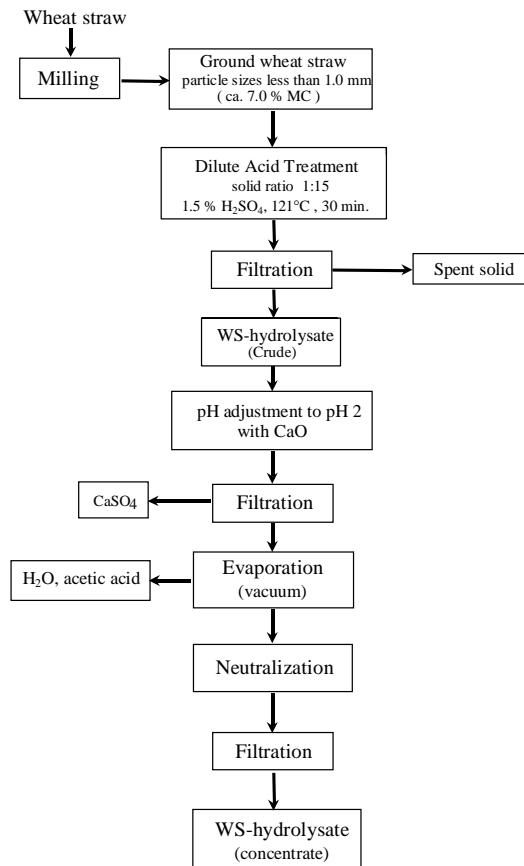 Wheat straw
Milling
Ground wheat straw
particle sizes less than 1.0 mm
( ca. 7.0 % MC )
Dilute Acid Treatment
solid ratio 1:15
1.5 % H₂SO₄, 121°C , 30 min.
Filtration
Spent solid
WS-hydrolysate
(Crude)
pH adjustment to pH 2
with CaO
CaSO₄
Filtration
H₂O, acetic acid
Evaporation
(vacuum)
Neutralization
Filtration
WS-hydrolysate
(concentrate)